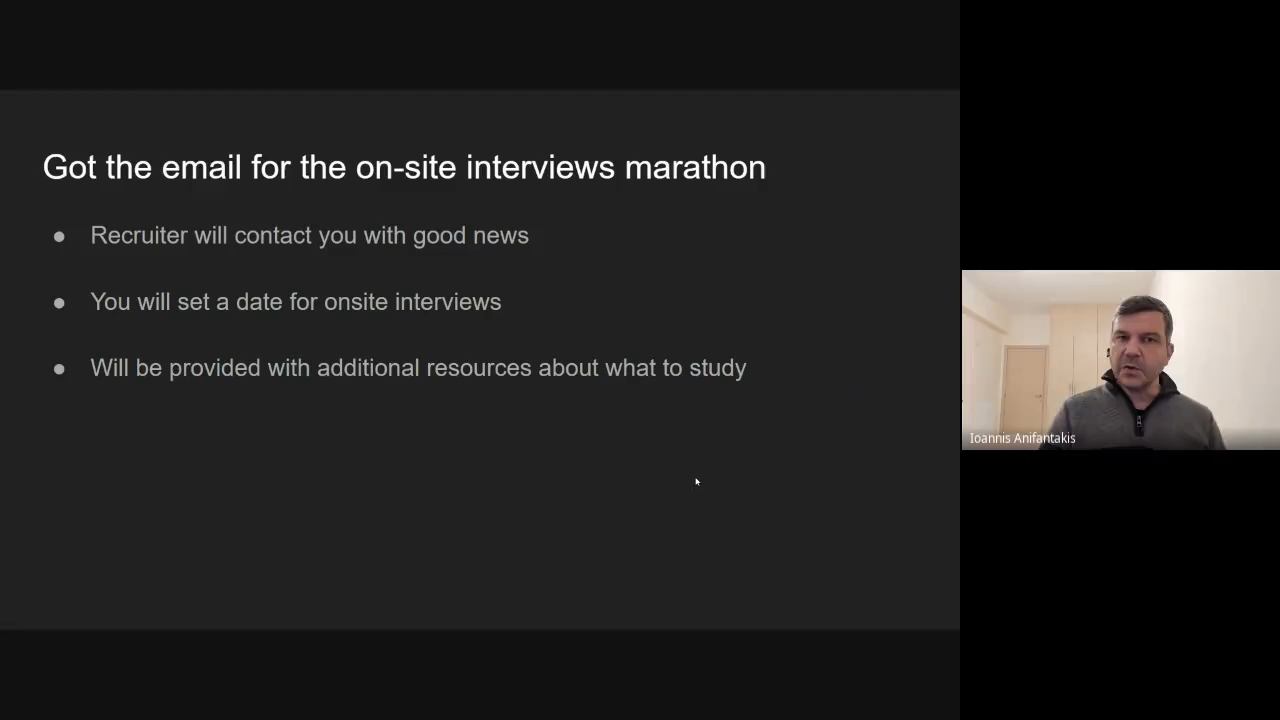 Got the email for the on-site interviews marathon
● Recruiter will contact you with good news
● You will set a date for onsite interviews
● Will be provided with additional resources about what to study
Ioannis Anifantakis